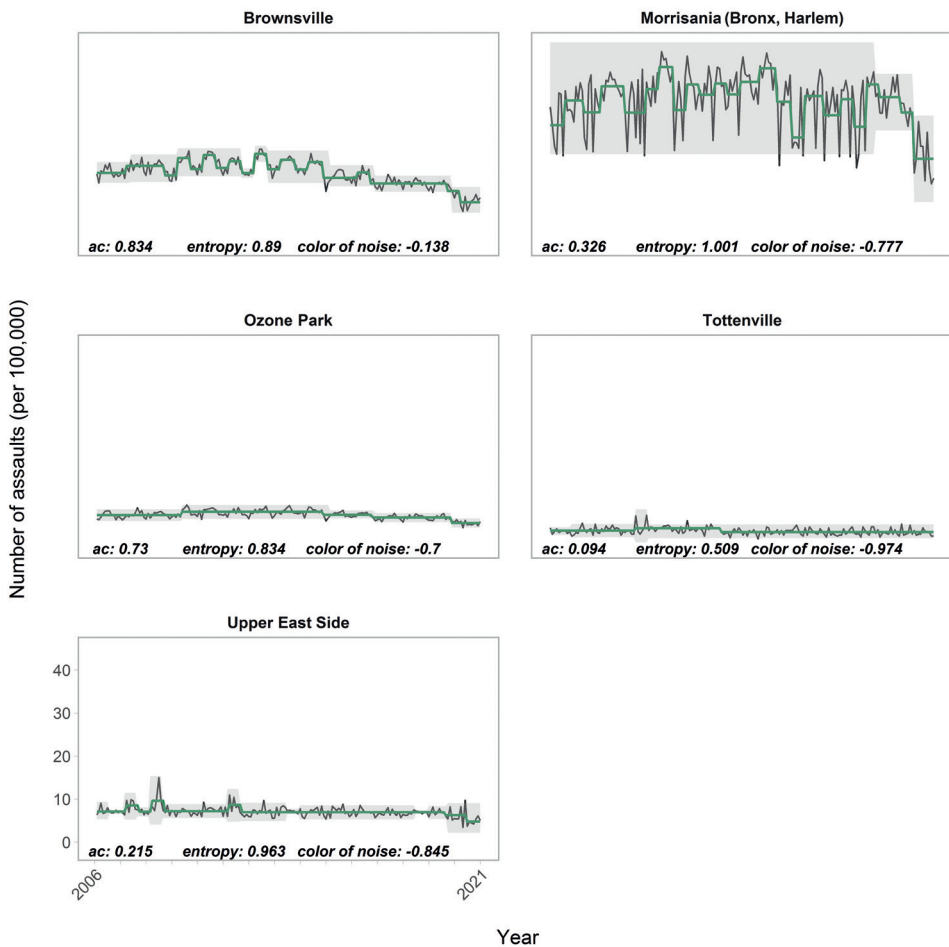 Brownsville
Morrisania (Bronx, Harlem)
ac: 0.834 entropy: 0.89 color of noise: -0.138
ac: 0.326 entropy: 1.001 color of noise: -0.777
Number of assaults (per 100,000)
Ozone Park
Tottenville
ac: 0.73 entropy: 0.834 color of noise: -0.7
ac: 0.094 entropy: 0.509 color of noise: -0.974
Upper East Side
40
30
20
10
0
ac: 0.215 entropy: 0.963 color of noise: -0.845
2006
2021
Year